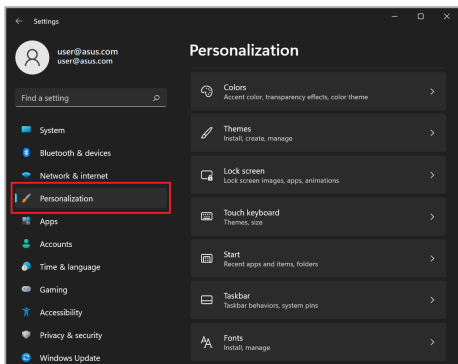 Settings
user@asus.com
user@asus.com
Find a setting
System
Bluetooth & devices
Network & internet
Personalization
Apps
Accounts
Time & language
Gaming
Accessibility
Privacy & security
Windows Update
Personalization
Colors
Accent color, transparency effects, color theme
Themes
Install, create, manage
Lock screen
Lock screen images, apps, animations
Touch keyboard
Themes, size
Start
Recent apps and items, folders
Taskbar
Taskbar behaviors, system pins
Fonts
Install, manage